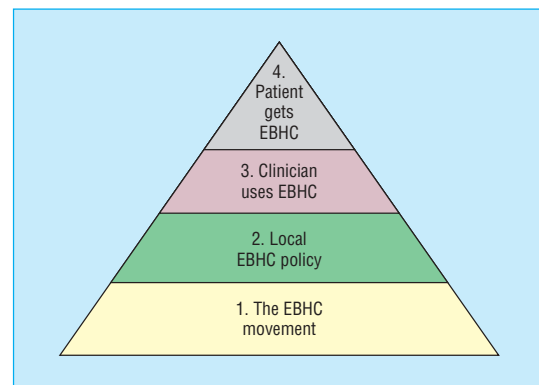 4.
Patient
gets
EBHC
3. Clinician
uses EBHC
2. Local
EBHC policy
1. The EBHC
movement